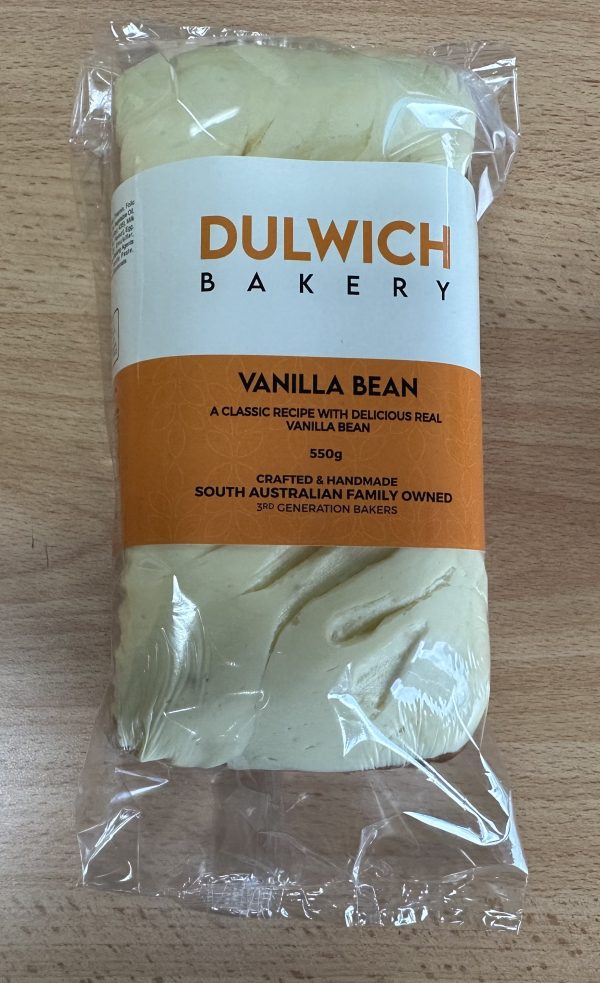 DULWICH
BAKERY
VANILLA BEAN
A CLASSIC RECIPE WITH DELICIOUS REAL
VANILLA BEAN
550g
CRAFTED & HANDMADE
SOUTH AUSTRALIAN FAMILY OWNED
3RD GENERATION BAKERS